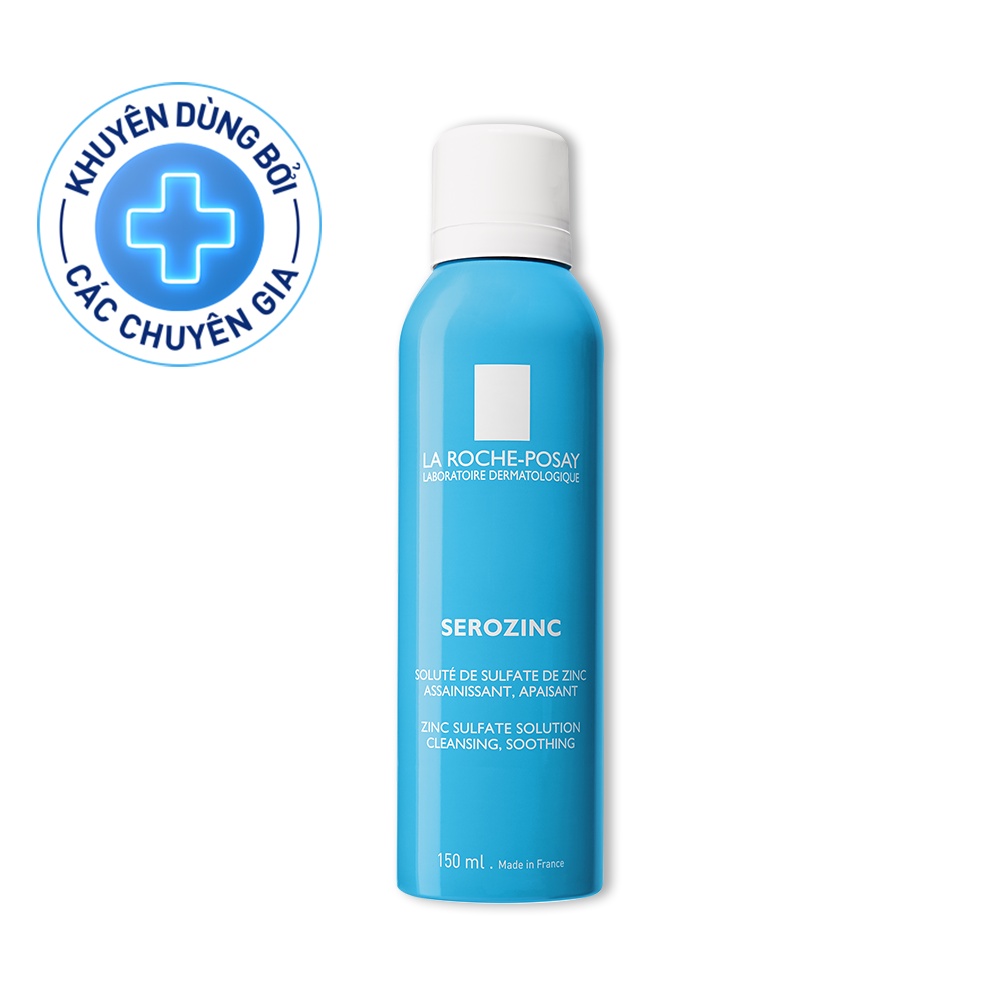 KHUYÊN DÙNG BỞI
CÁC CHUYÊN GIA
LA ROCHE-POSAY
LABORATOIRE DERMATOLOGIQUE
SEROZINC
SOLUTÉ DE SULFATE DE ZINC
ASSAINISSANT, APAISANT
ZINC SULFATE SOLUTION
CLEANSING, SOOTHING
150 ml . Made in France